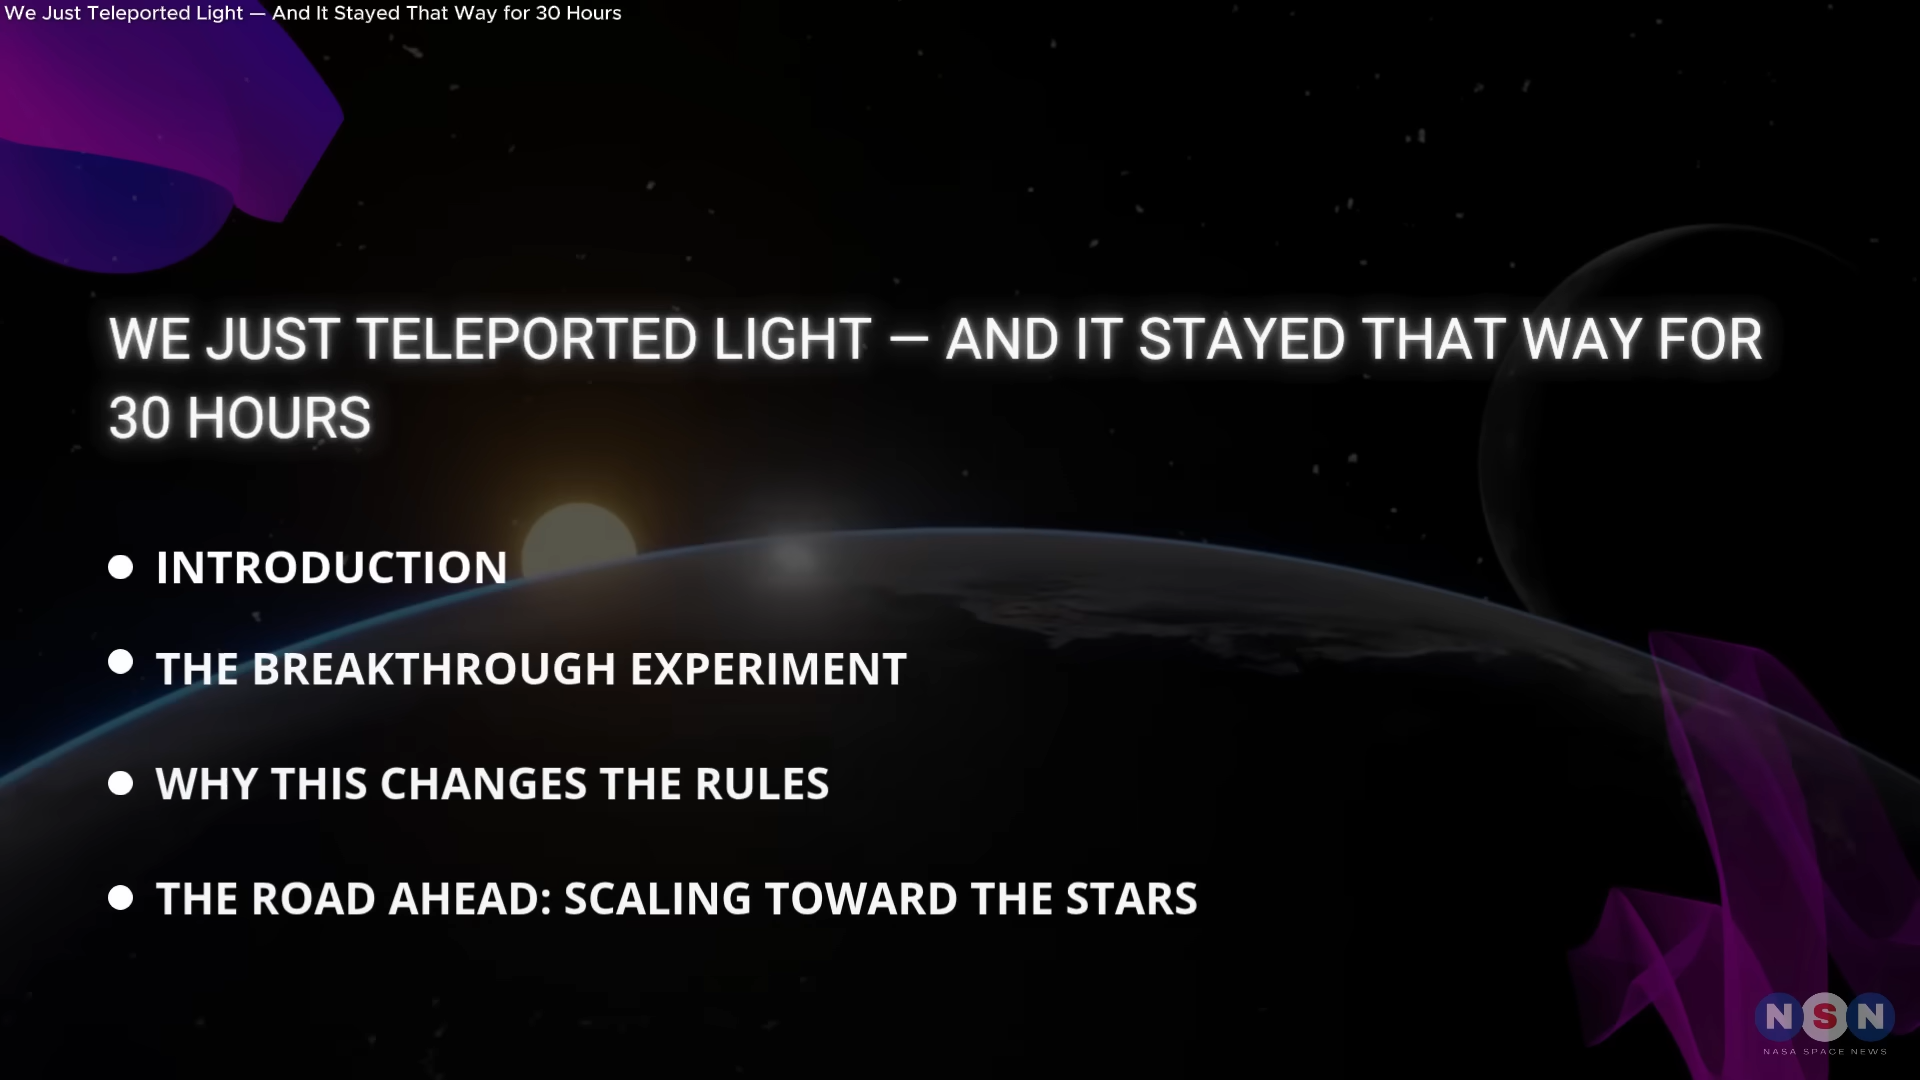 We Just Teleported Light — And It Stayed That Way for 30 Hours
WE JUST TELEPORTED LIGHT — AND IT STAYED THAT WAY FOR
30 HOURS
INTRODUCTION
THE BREAKTHROUGH EXPERIMENT
WHY THIS CHANGES THE RULES
THE ROAD AHEAD: SCALING TOWARD THE STARS
NSN
NASA SPACE NEWS